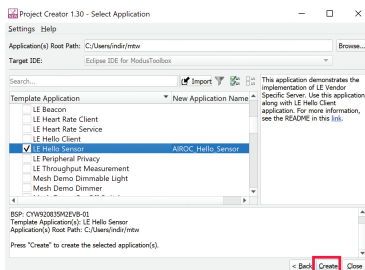 Project Creator 1.30 - Select Application
Settings Help
Application(s) Root Path: C:/Users/indir/mtw Browse...
Target IDE: Eclipse IDE for ModusToolbox
Search... Import
Template Application New Application Name
LE Beacon
LE Heart Rate Client
LE Heart Rate Service
LE Hello Client
LE Hello Sensor AIROC_Hello_Sensor
LE Peripheral Privacy
LE Throughput Measurement
Mesh Demo Dimmable Light
Mesh Demo Dimmer
This application demonstrates the
implementation of LE Vendor
Specific Server. Use this application
along with LE Hello Client
application. For more information,
see the README in this link.
BSP: CYW920835M2EVB-01
Template Application(s): LE Hello Sensor
Application(s) Root Path: C:/Users/indir/mtw
Press "Create" to create the selected application(s).
< Back Create Close